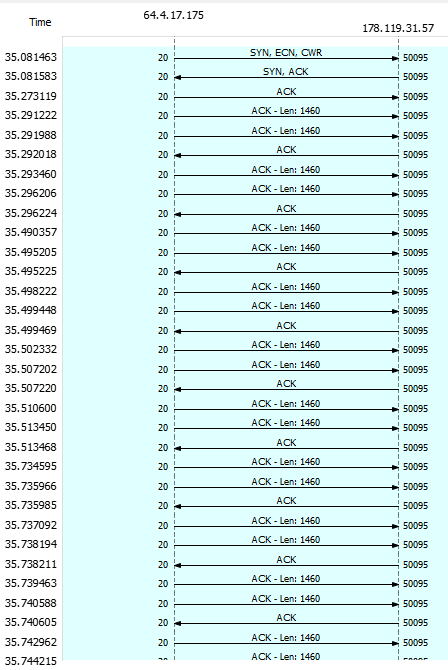 64.4.17.175
Time
178.119.31.57
SYN, ECN, CWR
35.081463 20 50095
SYN, ACK
35.081583 20 50095
ACK
35.273119 20 50095
ACK - Len: 1460
35.291222 20 50095
ACK - Len: 1460
35.291988 20 50095
ACK
35.292018 20 50095
ACK - Len: 1460
35.293460 20 50095
ACK - Len: 1460
35.296206 20 50095
ACK
35.296224 20 50095
ACK - Len: 1460
35.490357 20 50095
ACK - Len: 1460
35.495205 20 50095
ACK
35.495225 20 50095
ACK - Len: 1460
35.498222 20 50095
ACK - Len: 1460
35.499448 20 50095
ACK
35.499469 20 50095
ACK - Len: 1460
35.502332 20 50095
ACK - Len: 1460
35.507202 20 50095
ACK
35.507220 20 50095
ACK - Len: 1460
35.510600 20 50095
ACK - Len: 1460
35.513450 20 50095
ACK
35.513468 20 50095
ACK - Len: 1460
35.734595 20 50095
ACK - Len: 1460
35.735966 20 50095
ACK
35.735985 20 50095
ACK - Len: 1460
35.737092 20 50095
ACK - Len: 1460
35.738194 20 50095
ACK
35.738211 20 50095
ACK - Len: 1460
35.739463 20 50095
ACK - Len: 1460
35.740588 20 50095
ACK
35.740605 20 50095
ACK - Len: 1460
35.742962 20 50095
ACK - Len: 1460
35.744215 20 50095